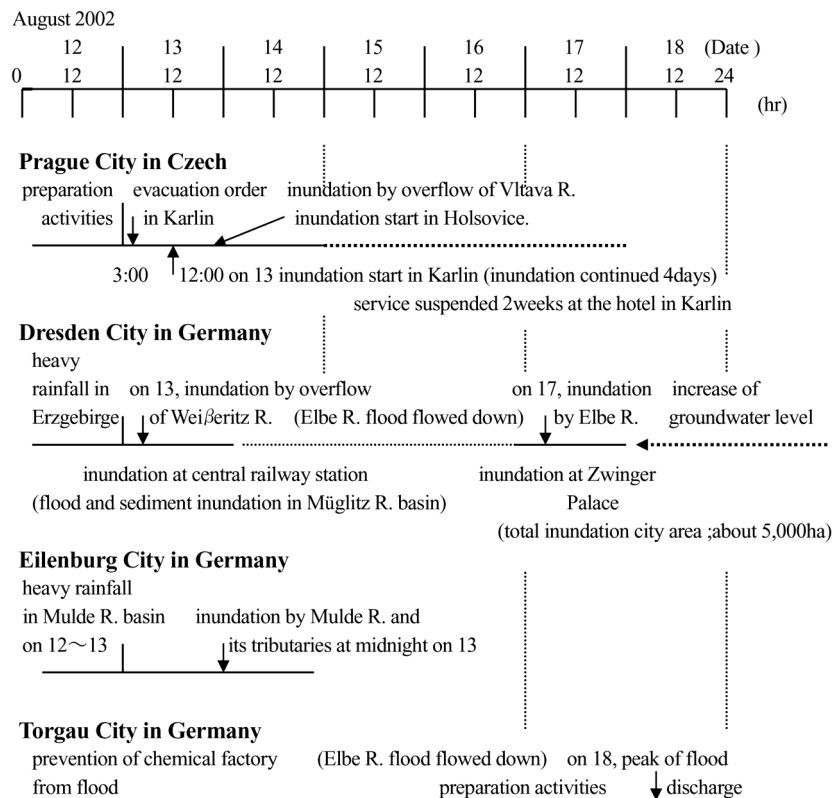 August 2002
12 13 14 15 16 17 18 (Date )
0 12 12 12 12 12 12 12 24
(hr)
Prague City in Czech
preparation evacuation order inundation by overflow of Vltava R.
activities in Karlin inundation start in Holsovice.
3:00 12:00 on 13 inundation start in Karlin (inundation continued 4days)
service suspended 2weeks at the hotel in Karlin
Dresden City in Germany
heavy
rainfall in on 13, inundation by overflow on 17, inundation increase of
Erzgebirge of Weiβeritz R. (Elbe R. flood flowed down) by Elbe R. groundwater level
inundation at central railway station inundation at Zwinger
(flood and sediment inundation in Müglitz R. basin) Palace
(total inundation city area ;about 5,000ha)
Eilenburg City in Germany
heavy rainfall
in Mulde R. basin inundation by Mulde R. and
on 12～13 its tributaries at midnight on 13
Torgau City in Germany
prevention of chemical factory (Elbe R. flood flowed down) on 18, peak of flood
from flood preparation activities discharge